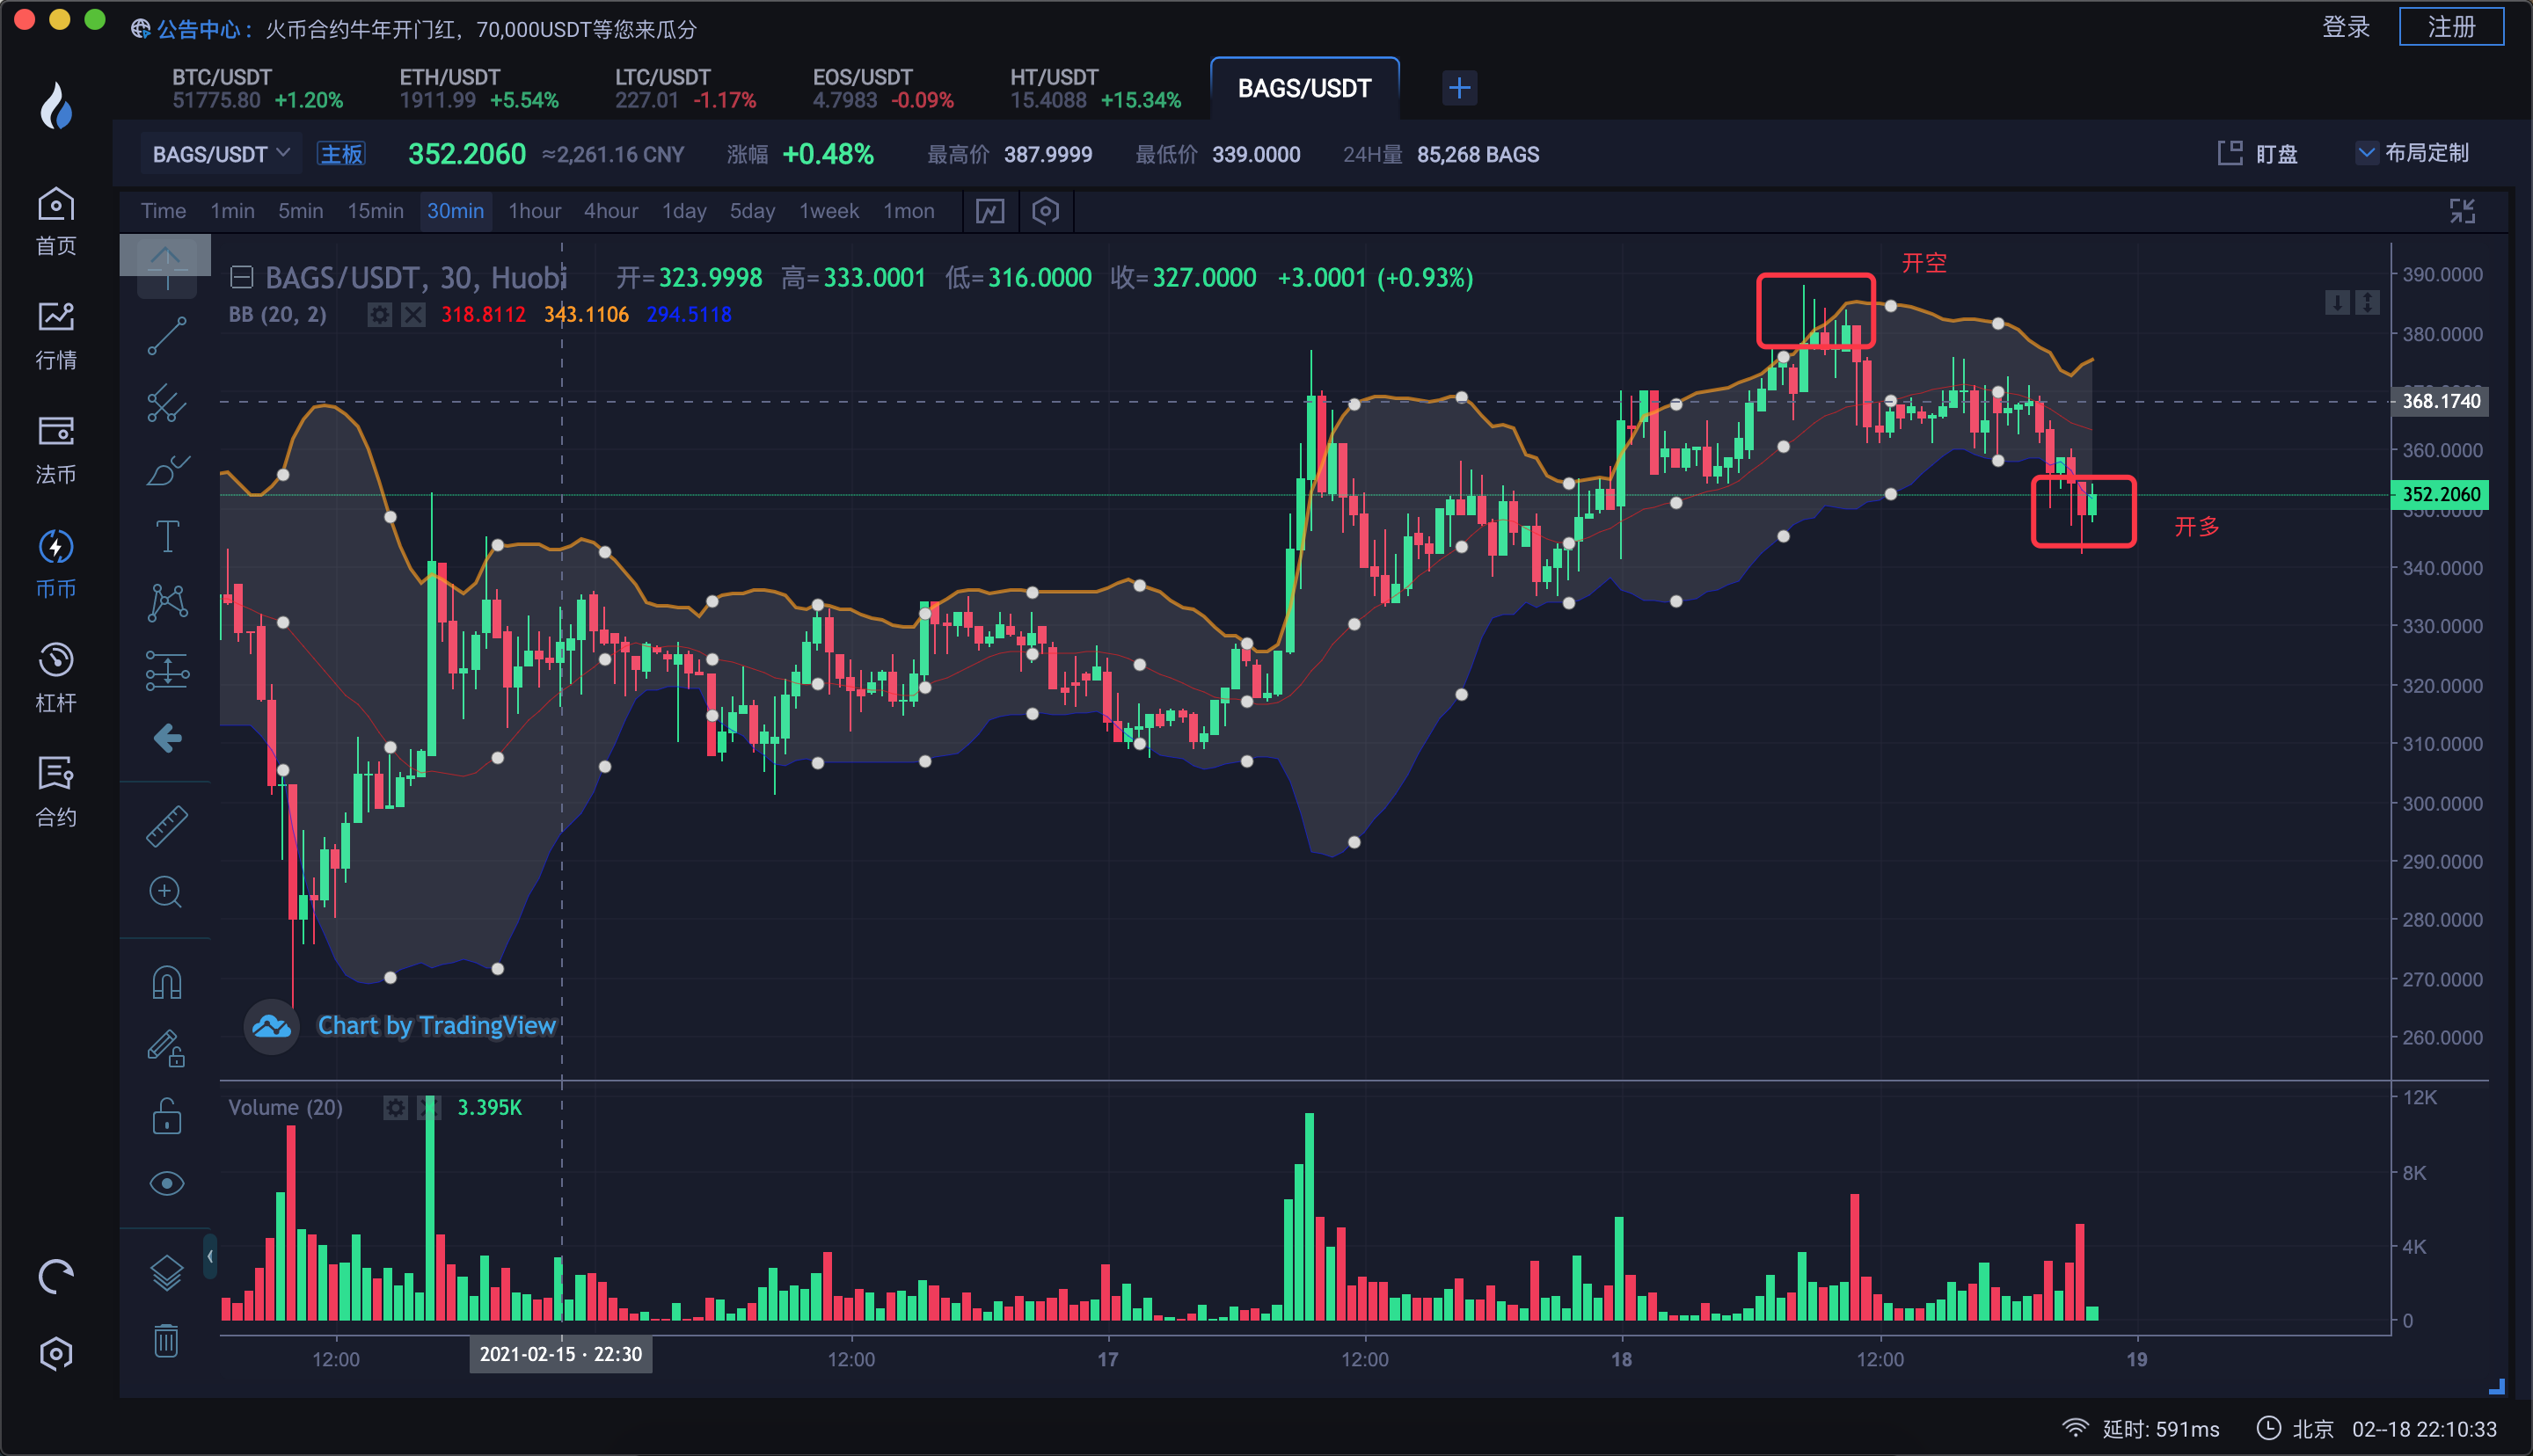 公告中心： 火币合约牛年开门红，70,000USDT等您来瓜分
登录 注册
BTC/USDT ETH/USDT LTC/USDT EOS/USDT HT/USDT BAGS/USDT
51775.80 +1.20% 1911.99 +5.54% 227.01 -1.17% 4.7983 -0.09% 15.4088 +15.34%
BAGS/USDT 主板 352.2060 ≈2,261.16 CNY 涨幅 +0.48% 最高价 387.9999 最低价 339.0000 24H量 85,268 BAGS 盯盘 布局定制
Time 1min 5min 15min 30min 1hour 4hour 1day 5day 1week 1mon
首页
行情
法币
币币
杠杆
合约
BAGS/USDT, 30, Huobi 开=323.9998 高=333.0001 低=316.0000 收=327.0000 +3.0001 (+0.93%)
BB (20, 2) 318.8112 343.1106 294.5118
开空
开多
390.0000
380.0000
368.1740
360.0000
352.2060
340.0000
330.0000
320.0000
310.0000
300.0000
290.0000
280.0000
270.0000
260.0000
Chart by TradingView
Volume (20) 3.395K
12K
8K
4K
0
12:00 2021-02-15 · 22:30 12:00 17 12:00 18 12:00 19
延时: 591ms 北京 02--18 22:10:33